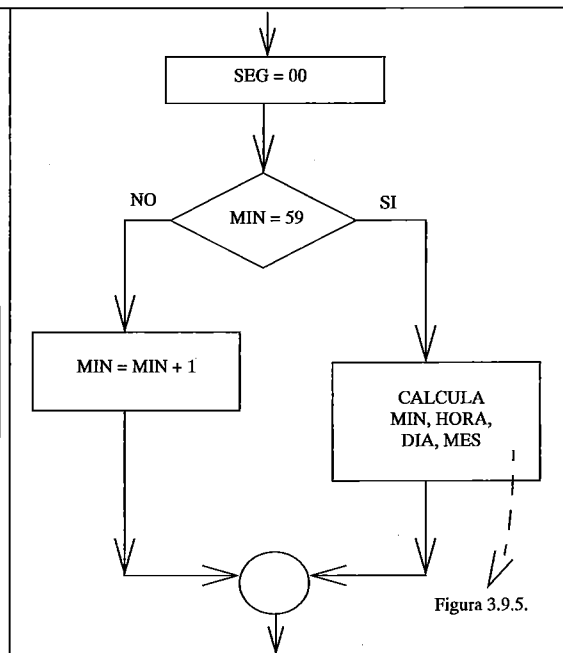 SEG = 00
NO
SI
MIN = 59
MIN = MIN + 1
CALCULA
MIN, HORA,
DIA, MES
Figura 3.9.5.